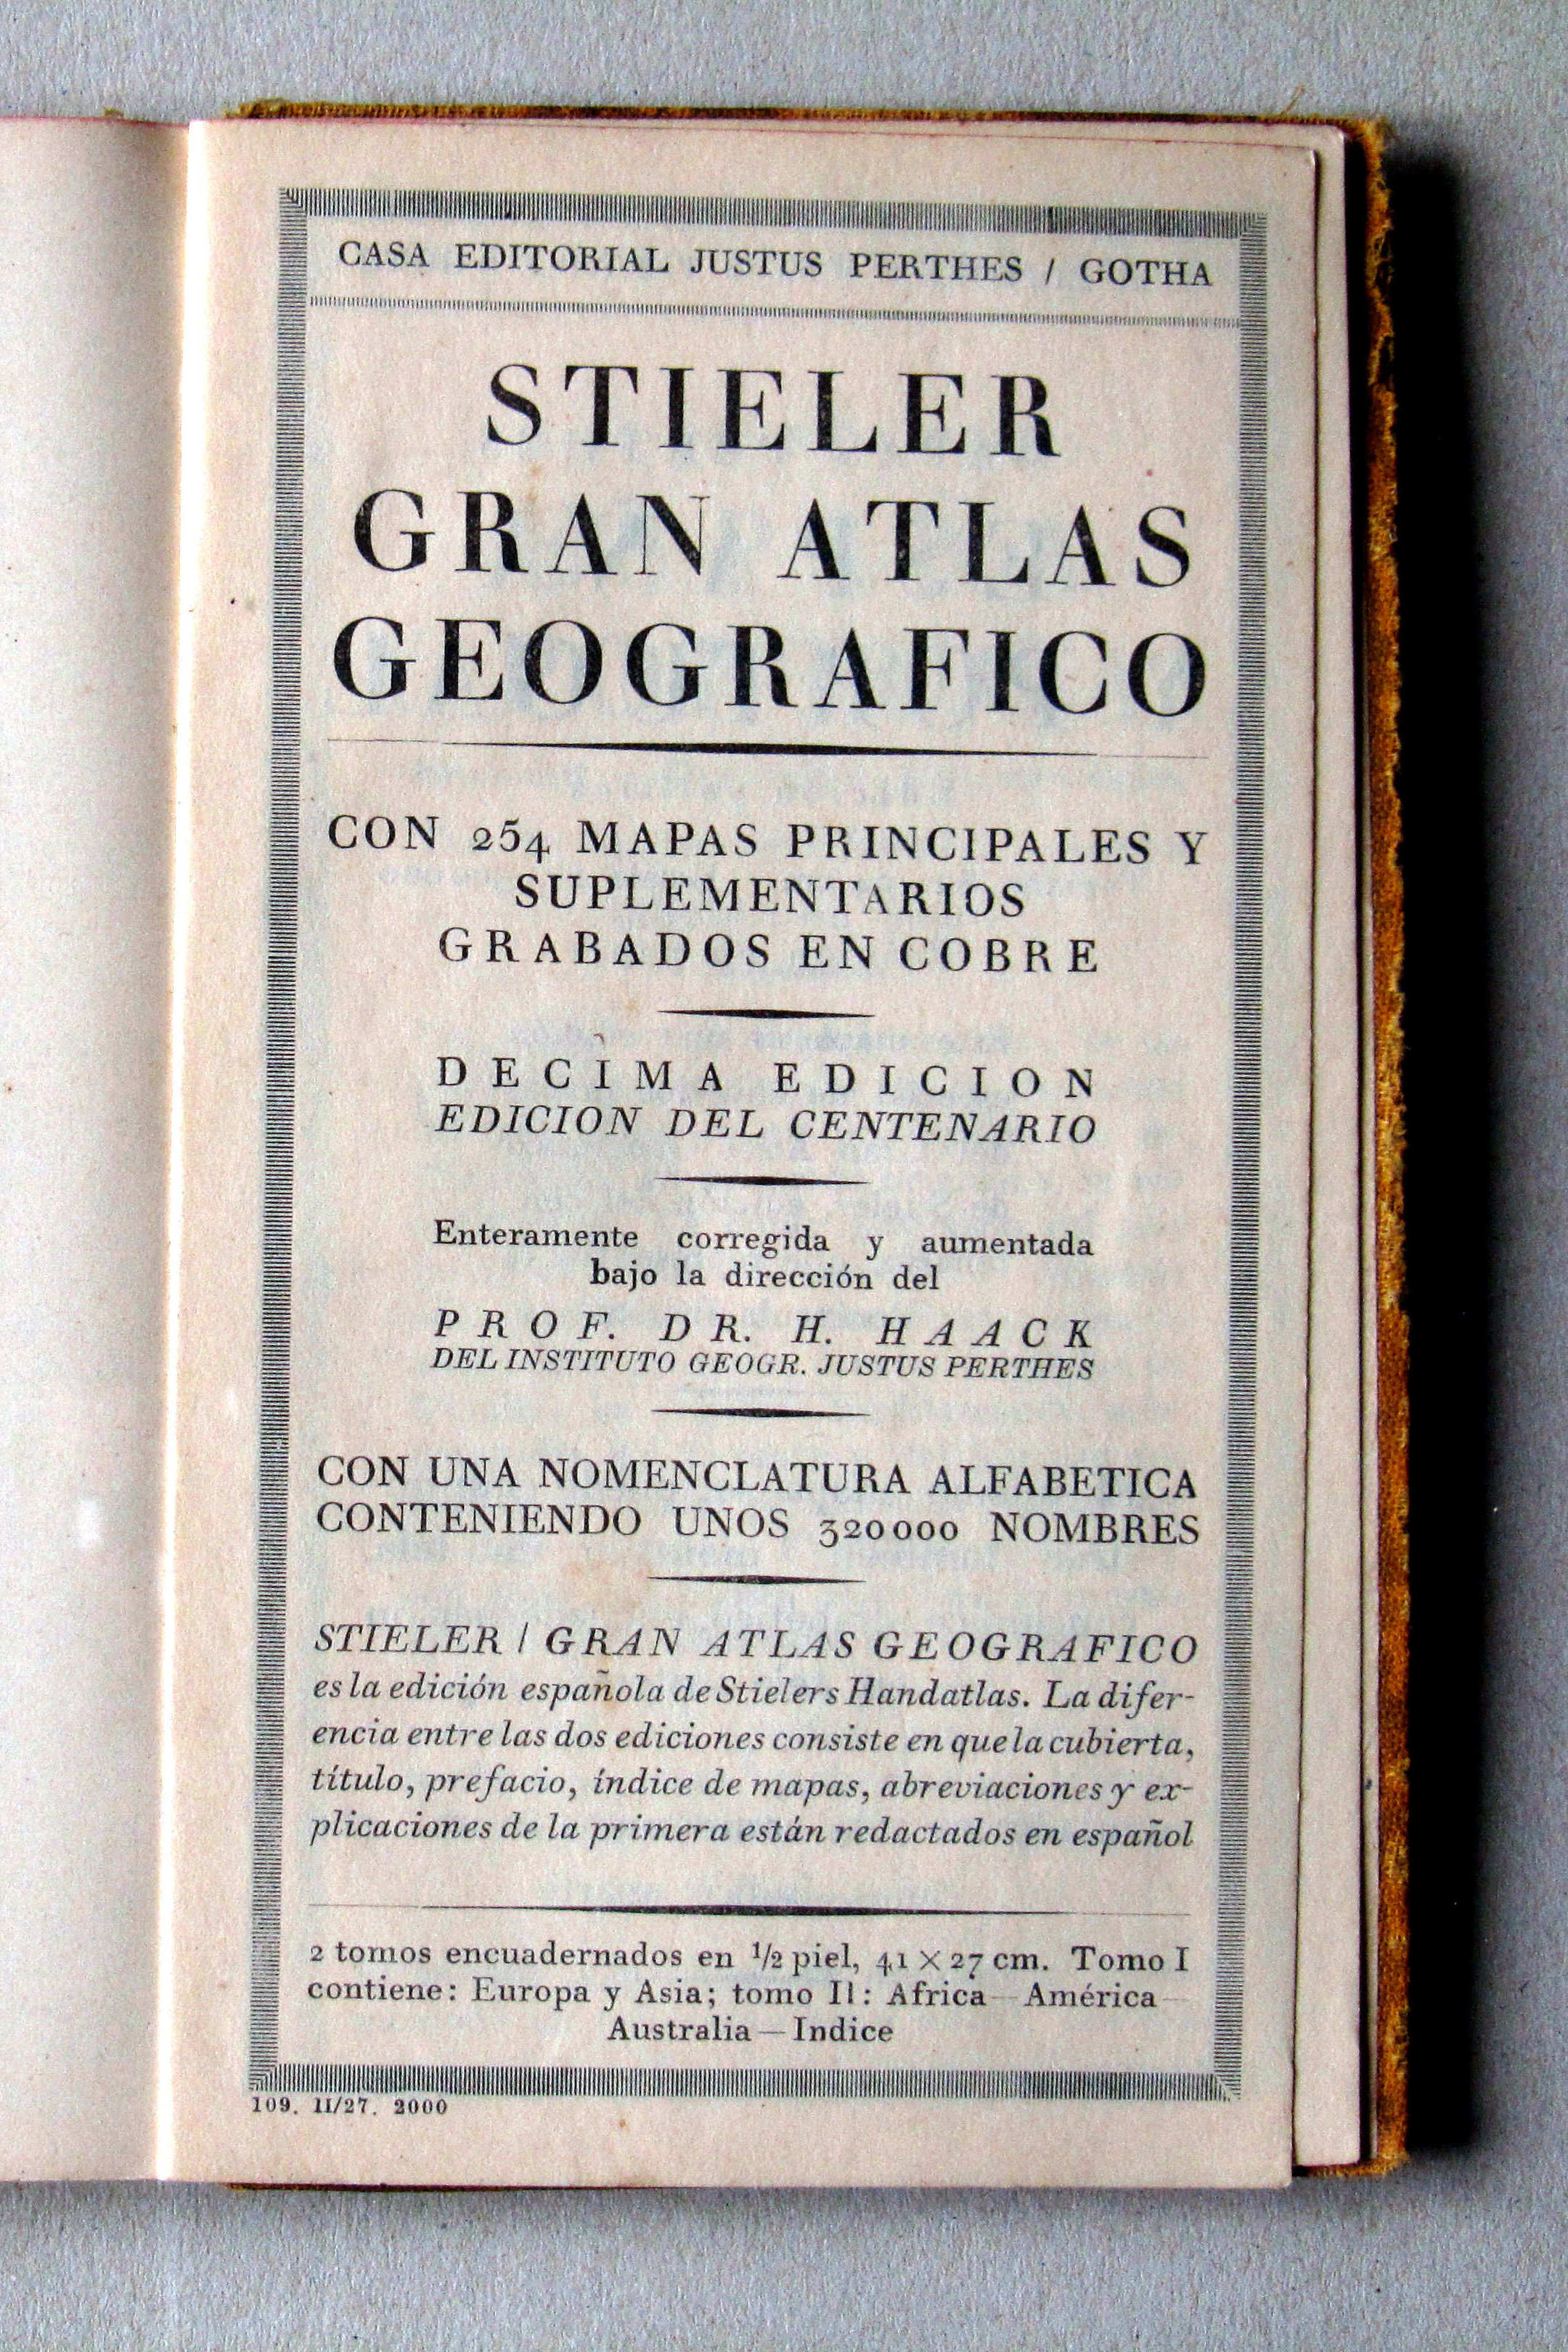 CASA EDITORIAL JUSTUS PERTHES / GOTHA
STIELER
GRAN ATLAS
GEOGRAFICO
CON 254 MAPAS PRINCIPALES Y
SUPLEMENTARIOS
GRABADOS EN COBRE
DECIMA EDICION
EDICION DEL CENTENARIO
Enteramente corregida y aumentada
bajo la dirección del
PROF. DR. H. HAACK
DEL INSTITUTO GEOGR. JUSTUS PERTHES
CON UNA NOMENCLATURA ALFABETICA
CONTENIENDO UNOS 320000 NOMBRES
STIELER / GRAN ATLAS GEOGRAFICO
es la edición española de Stielers Handatlas. La difer-
encia entre las dos ediciones consiste en que la cubierta,
título, prefacio, índice de mapas, abreviaciones y ex-
plicaciones de la primera están redactados en español
2 tomos encuadernados en ½ piel, 41 × 27 cm. Tomo I
contiene: Europa y Asia; tomo II: Africa—América—
Australia—Indice
109. II/27. 2000